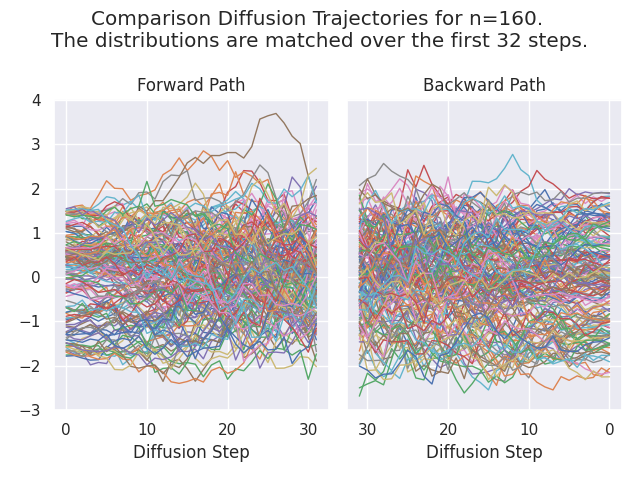 Comparison Diffusion Trajectories for n=160.
The distributions are matched over the first 32 steps.
Forward Path
Backward Path
4
3
2
1
0
−1
−2
−3
0 10 20 30
30 20 10 0
Diffusion Step
Diffusion Step